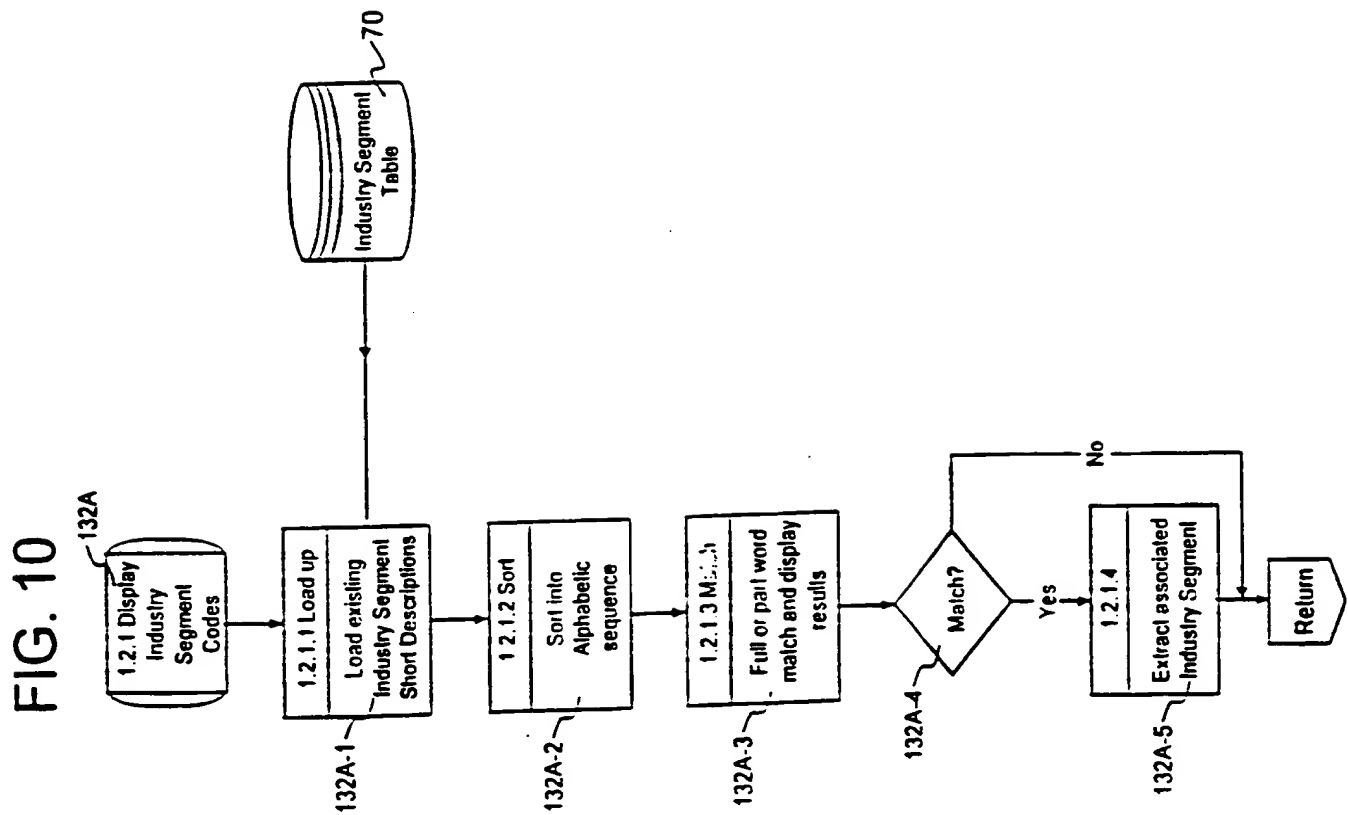 FIG. 10
132A
1.2.1 Display
Industry
Segment
Codes
1.2.1.1 Load up
Load existing
Industry Segment
Short Descriptions
132A-1
Industry Segment
Table
70
1.2.1.2 Sort
Sort into
Alphabetic
sequence
132A-2
1.2.1.3
Full or part word
match and display
results
132A-3
Match?
132A-4
Yes
No
1.2.1.4
Extract associated
Industry Segment
132A-5
Return